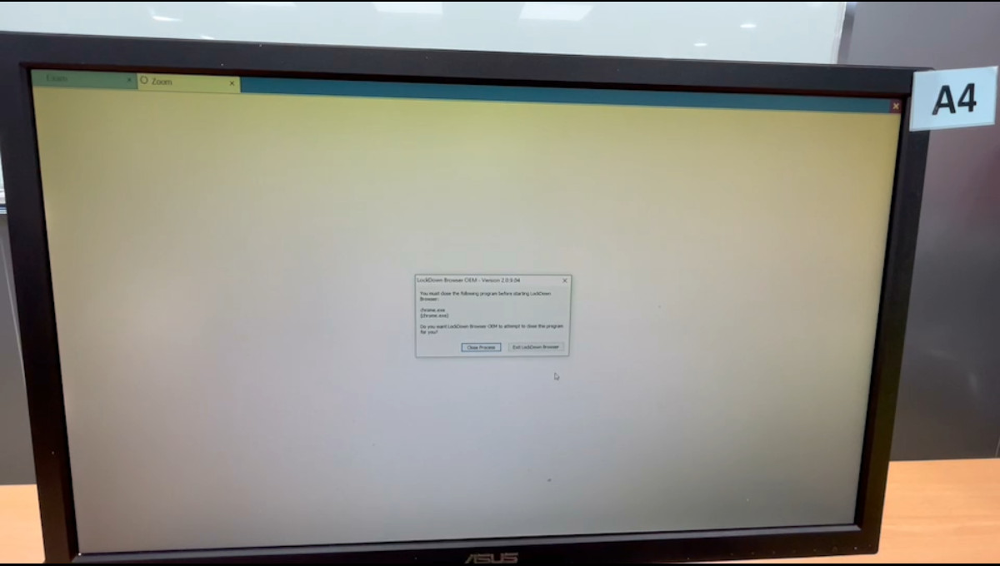 Exam
Zoom
A4
LockDown Browser OEM - Version 2.0.9.04
You must close the following program before starting LockDown
Browser:
chrome.exe
[chrome.exe]
Do you want LockDown Browser OEM to attempt to close this program
for you?
Close Process
Exit LockDown Browser
ASUS